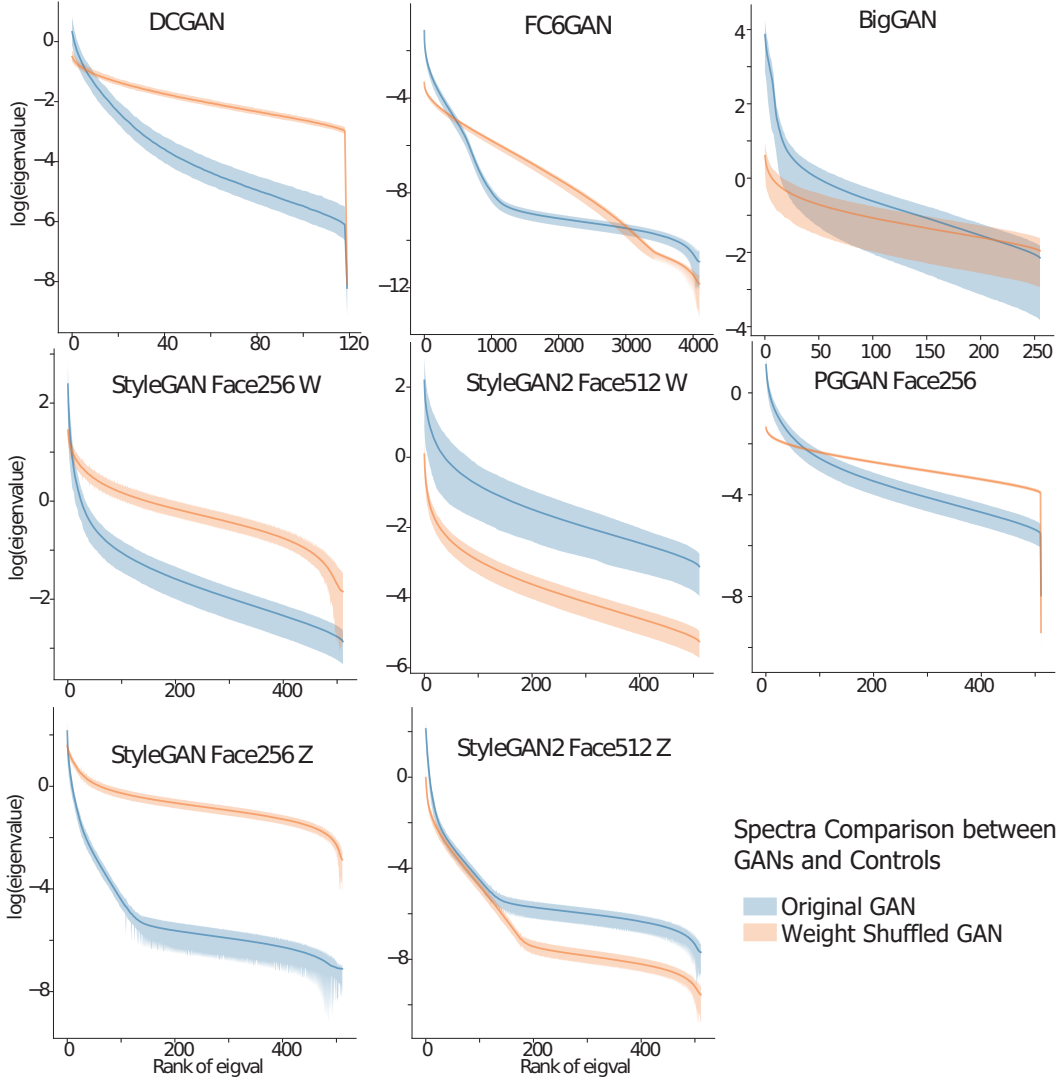 DCGAN
FC6GAN
BigGAN
log(eigenvalue)
0
−2
−4
−6
−8
0 40 80 120
−4
−8
−12
0 1000 3000 4000
4
2
0
−2
−4
0 50 100 150 200 250
StyleGAN Face256 W
StyleGAN2 Face512 W
PGGAN Face256
log(eigenvalue)
2
0
−2
0 200 400
2
0
−2
−4
−6
0 200 400
0
−4
−8
0 200 400
StyleGAN Face256 Z
StyleGAN2 Face512 Z
log(eigenvalue)
0
−4
−8
0 200 400
Rank of eigval
0
−4
−8
0 200 400
Rank of eigval
Spectra Comparison between
GANs and Controls
Original GAN
Weight Shuffled GAN